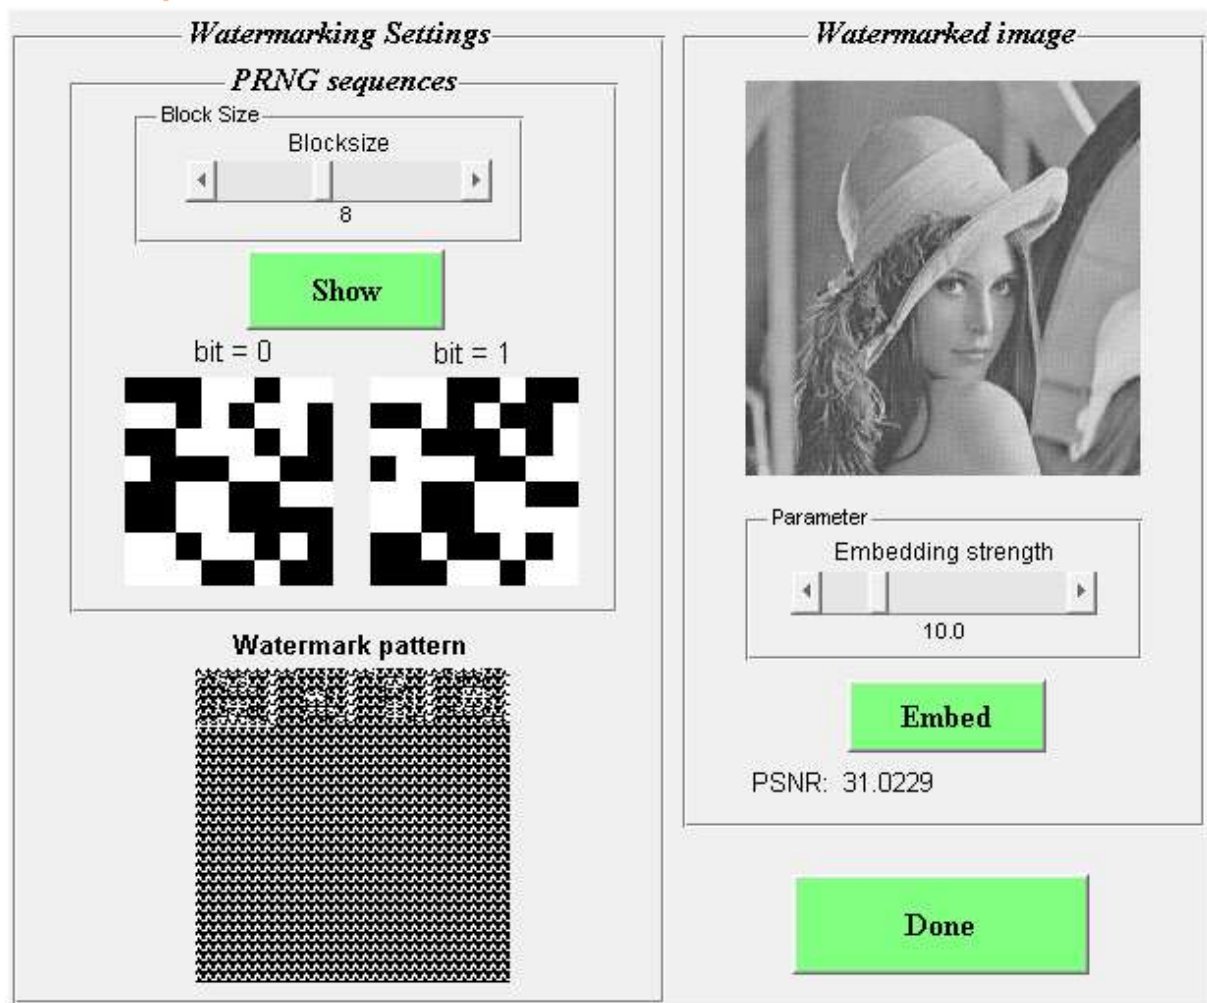 Watermarking Settings
PRNG sequences
Block Size
Blocksize
8
Show
bit = 0
bit = 1
Watermark pattern
Watermarked image
Parameter
Embedding strength
10.0
Embed
PSNR: 31.0229
Done